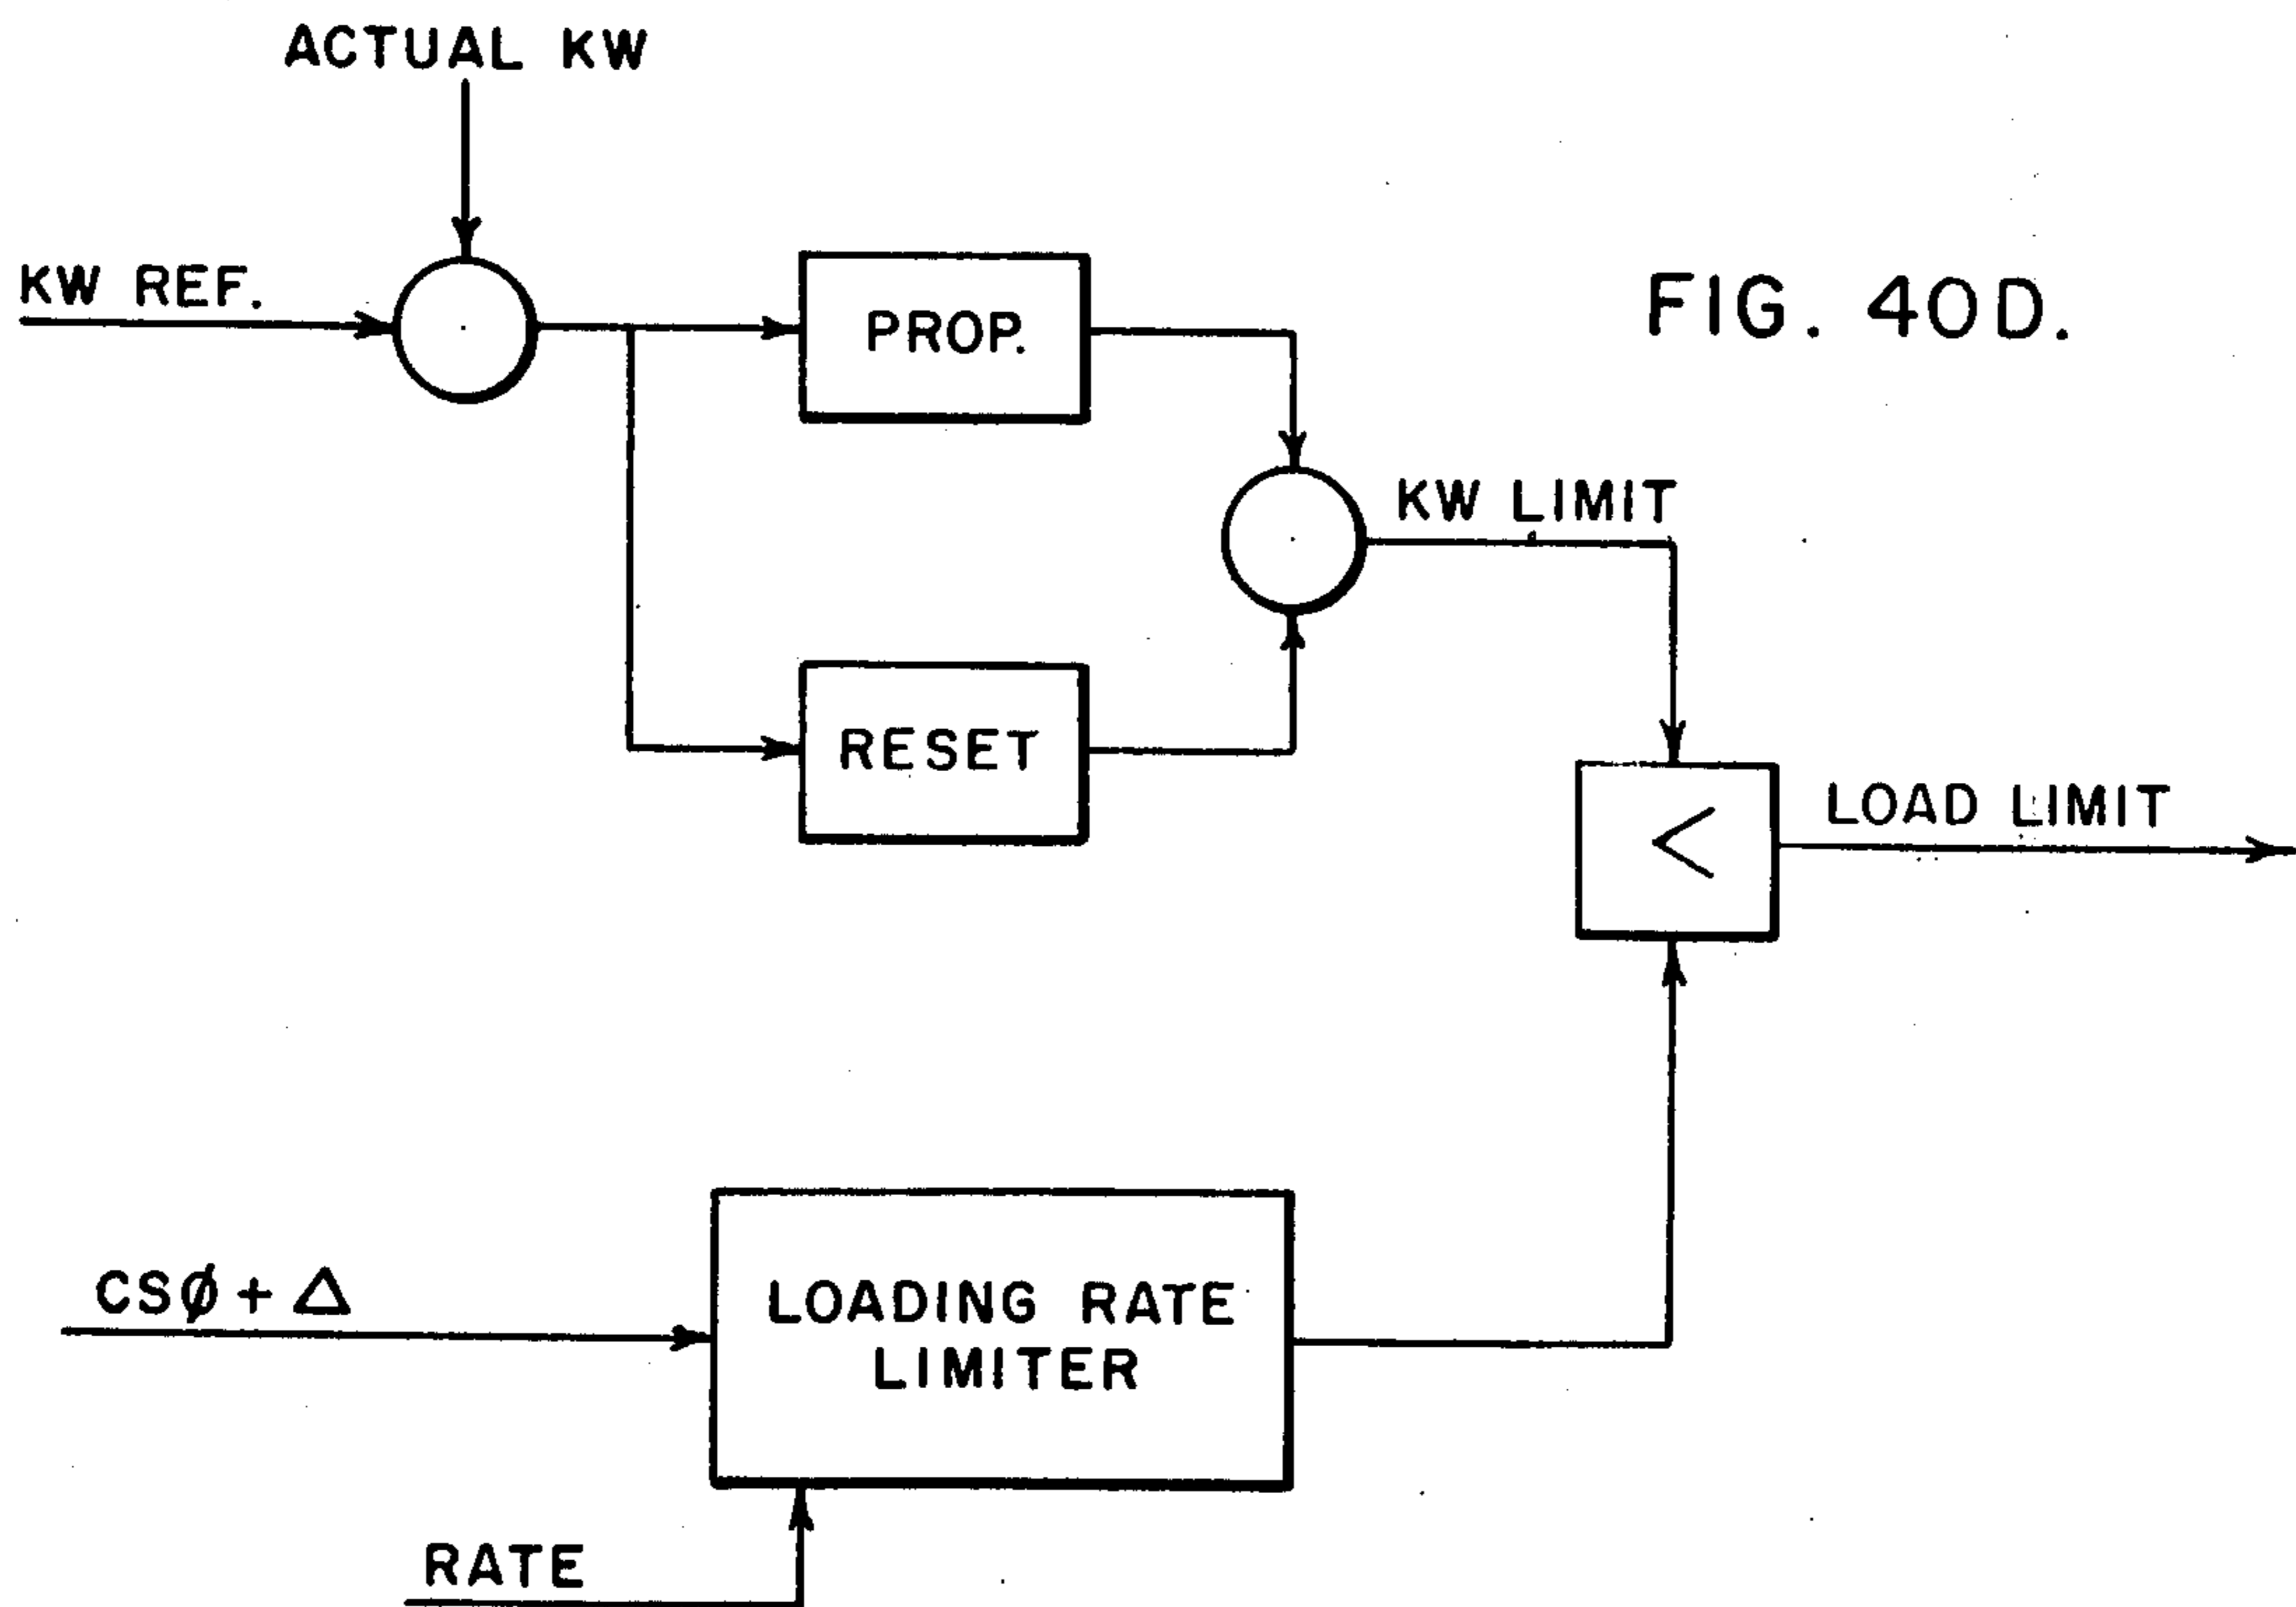 ACTUAL KW
KW REF.
PROP.
FIG. 40D.
KW LIMIT
RESET
<
LOAD LIMIT
CSØ + Δ
LOADING RATE
LIMITER
RATE